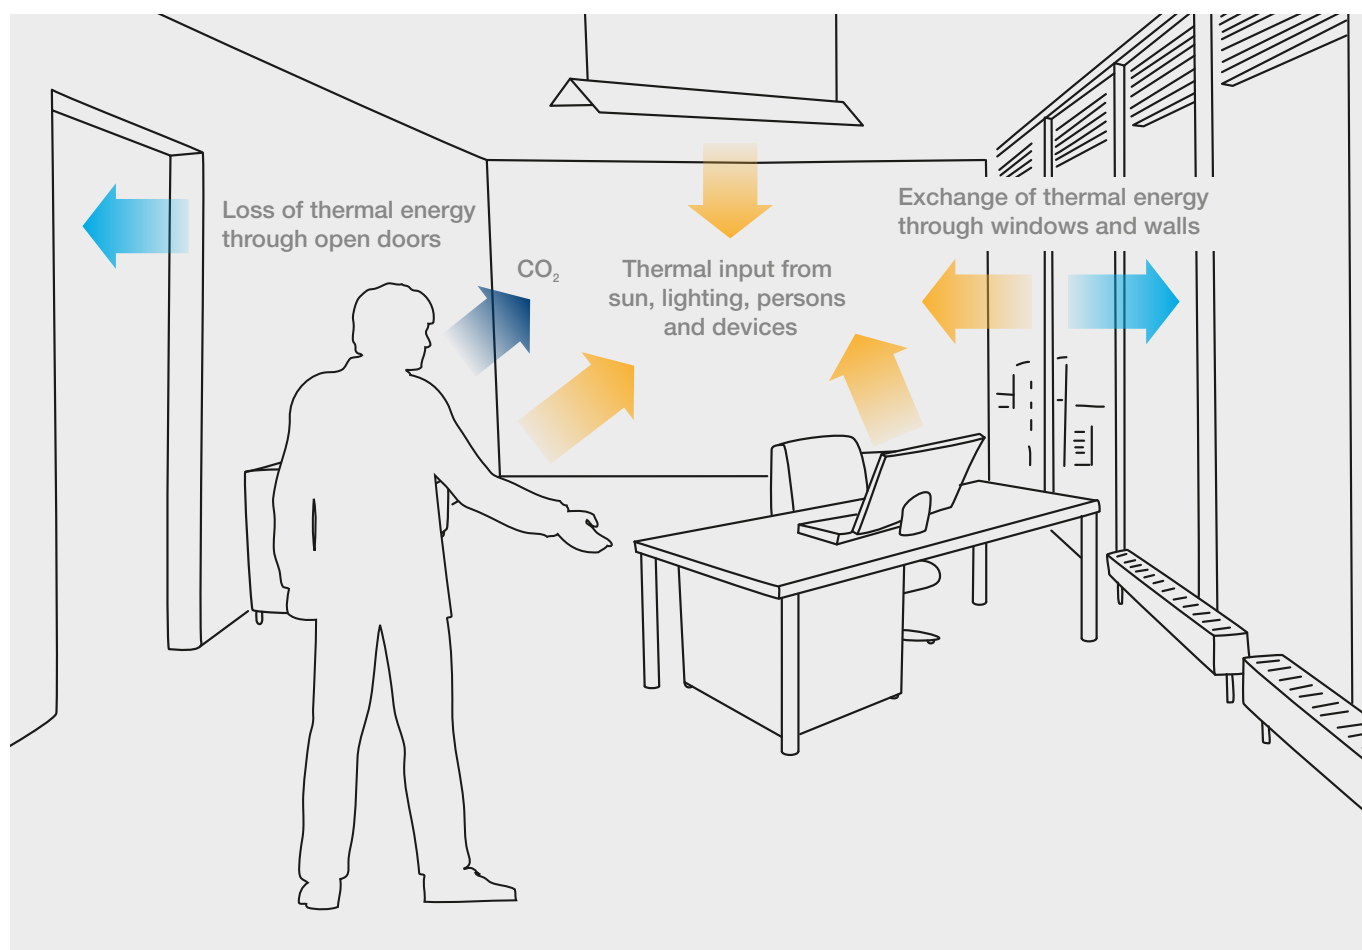 Loss of thermal energy
through open doors
CO₂
Thermal input from
sun, lighting, persons
and devices
Exchange of thermal energy
through windows and walls